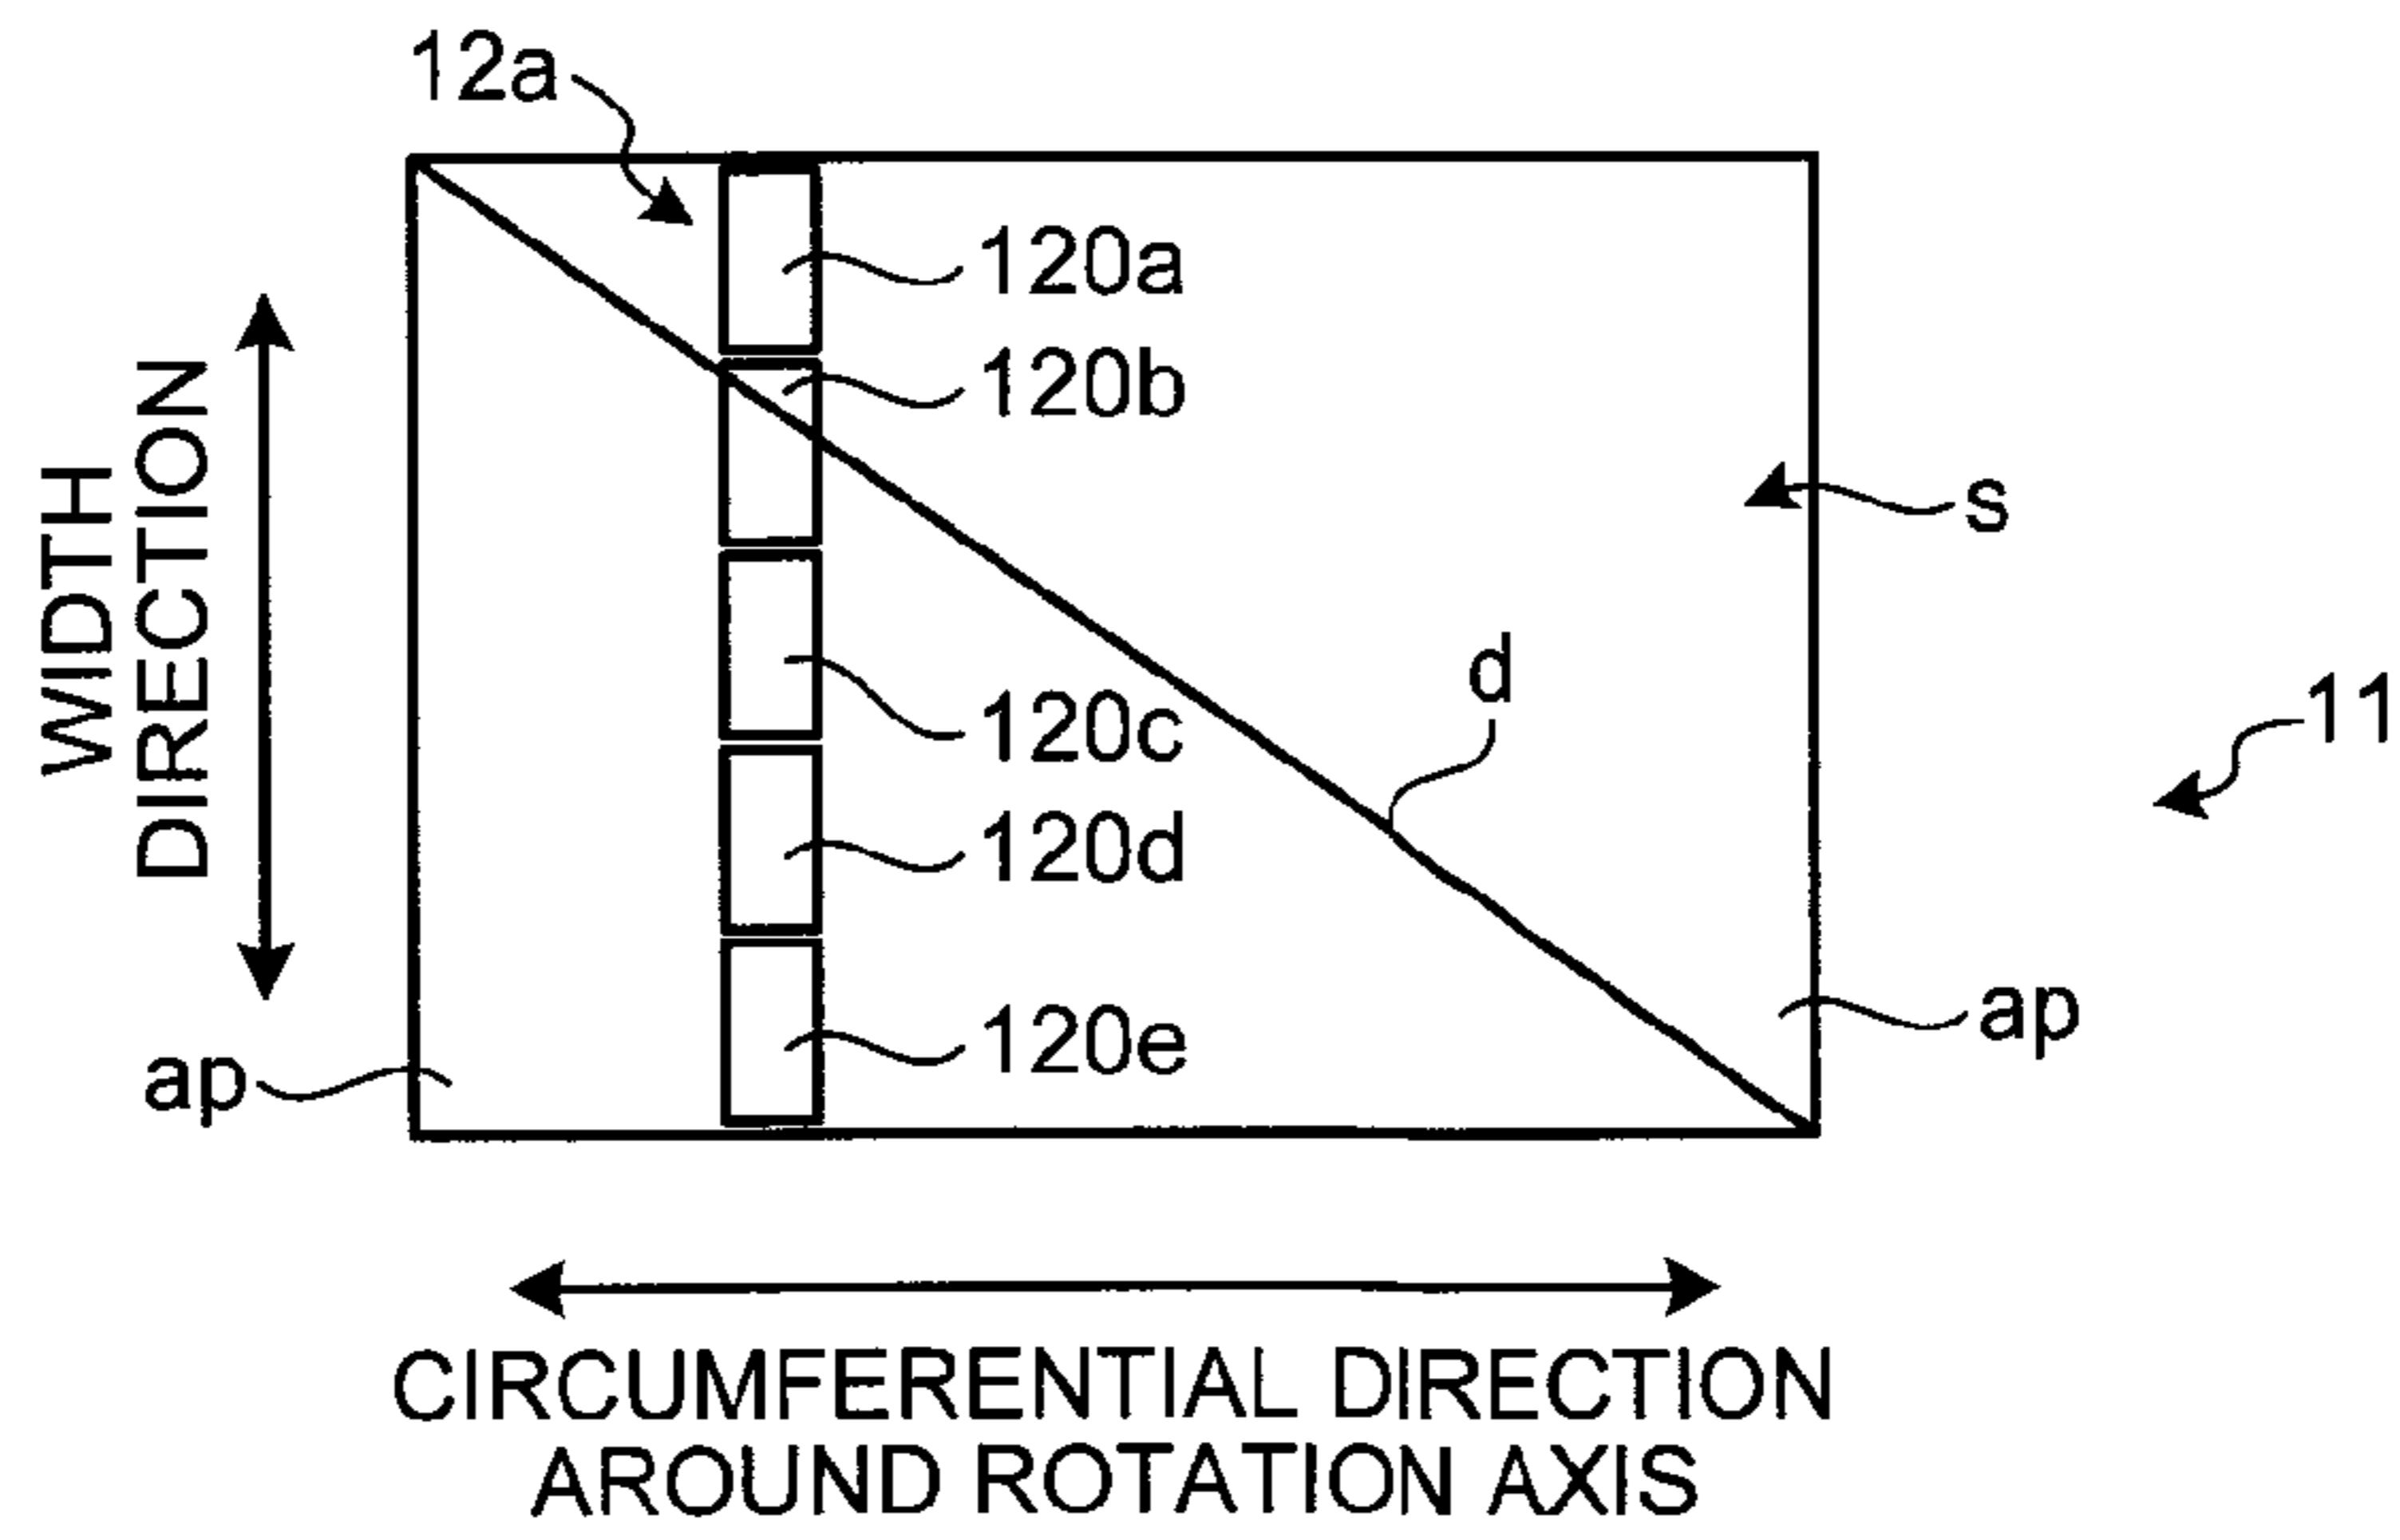 12a
120a
120b
WIDTH
DIRECTION
s
120c
d
11
120d
ap
120e
ap
CIRCUMFERENTIAL DIRECTION
AROUND ROTATION AXIS